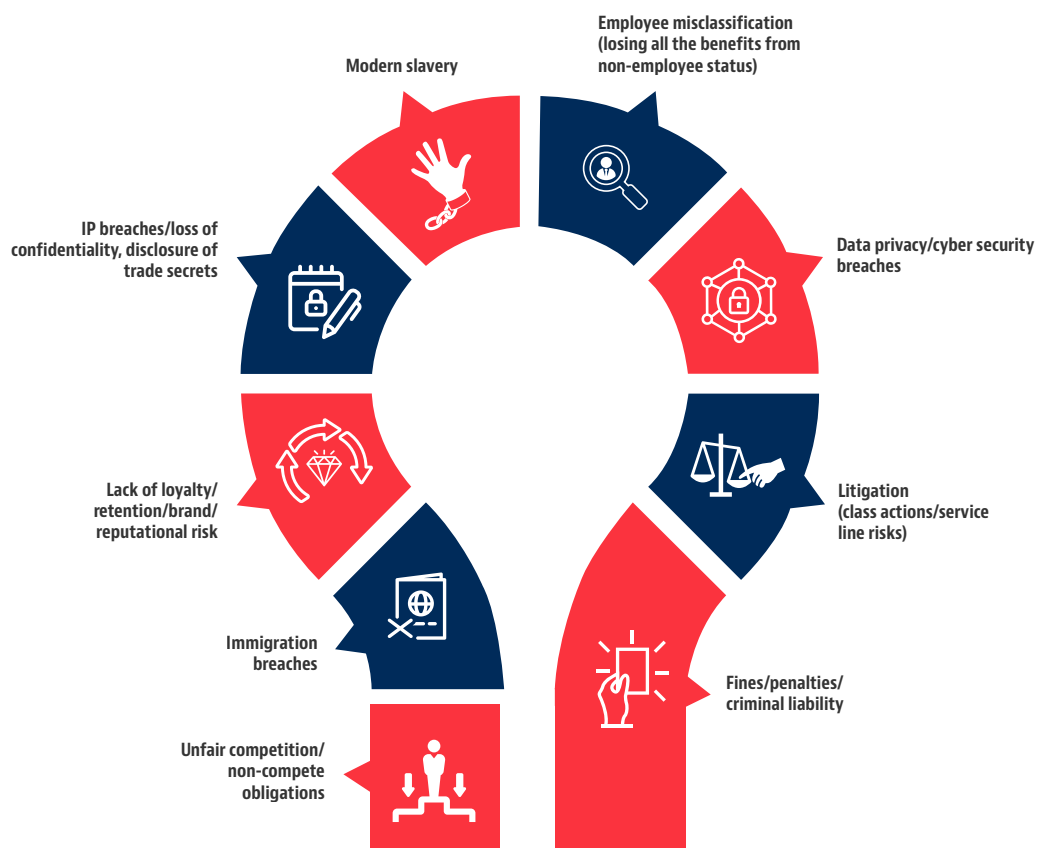 Employee misclassification
(losing all the benefits from
non-employee status)
Modern slavery
IP breaches/loss of
confidentiality, disclosure of
trade secrets
Data privacy/cyber security
breaches
Lack of loyalty/
retention/brand/
reputational risk
Litigation
(class actions/service
line risks)
Immigration
breaches
Fines/penalties/
criminal liability
Unfair competition/
non-compete
obligations